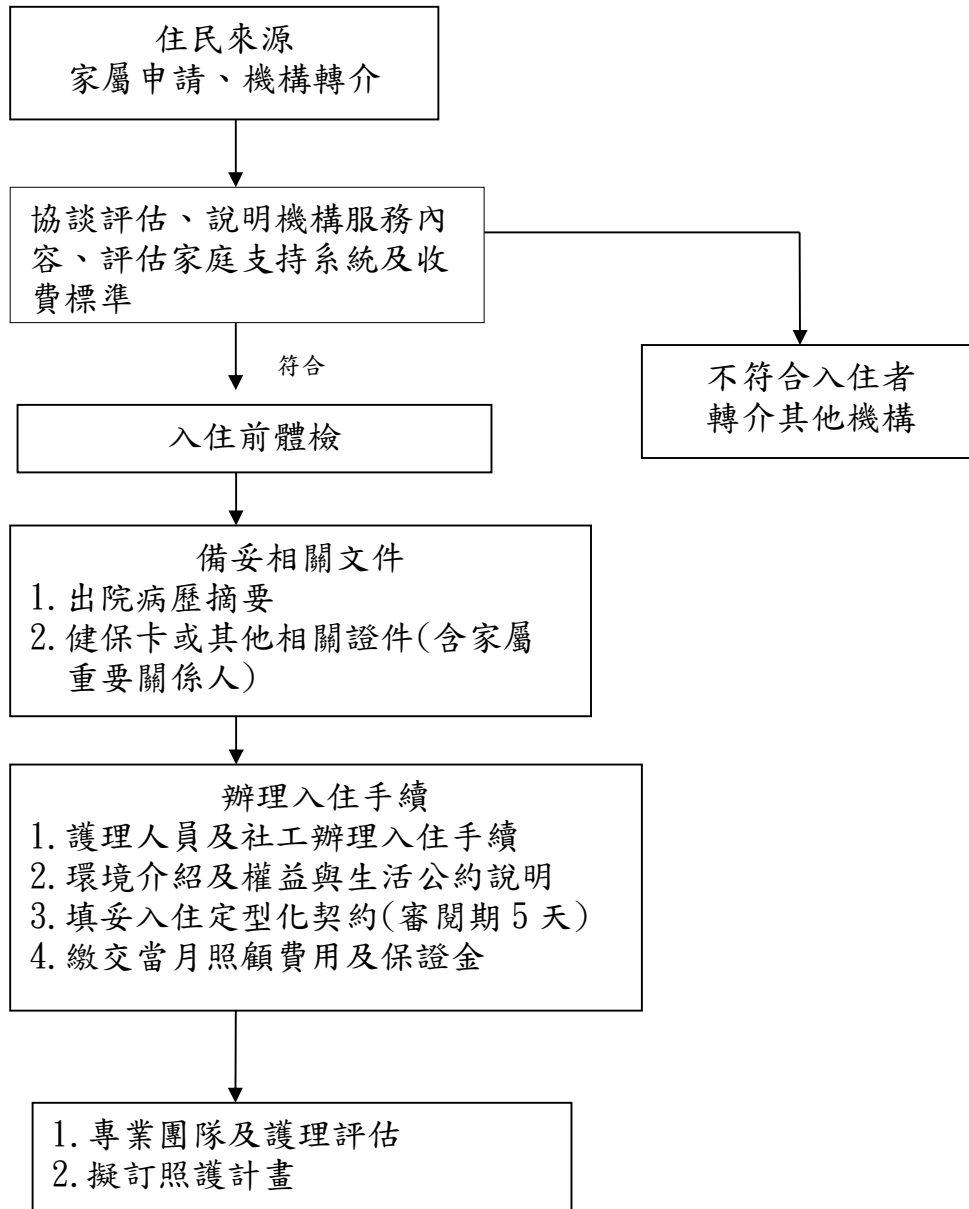 住民來源
家屬申請、機構轉介
協談評估、說明機構服務內
容、評估家庭支持系統及收
費標準
符合
不符合入住者
轉介其他機構
入住前體檢
備妥相關文件
1.出院病歷摘要
2.健保卡或其他相關證件(含家屬
重要關係人)
辦理入住手續
1.護理人員及社工辦理入住手續
2.環境介紹及權益與生活公約說明
3.填妥入住定型化契約(審閱期 5 天)
4.繳交當月照顧費用及保證金
1.專業團隊及護理評估
2.擬訂照護計畫